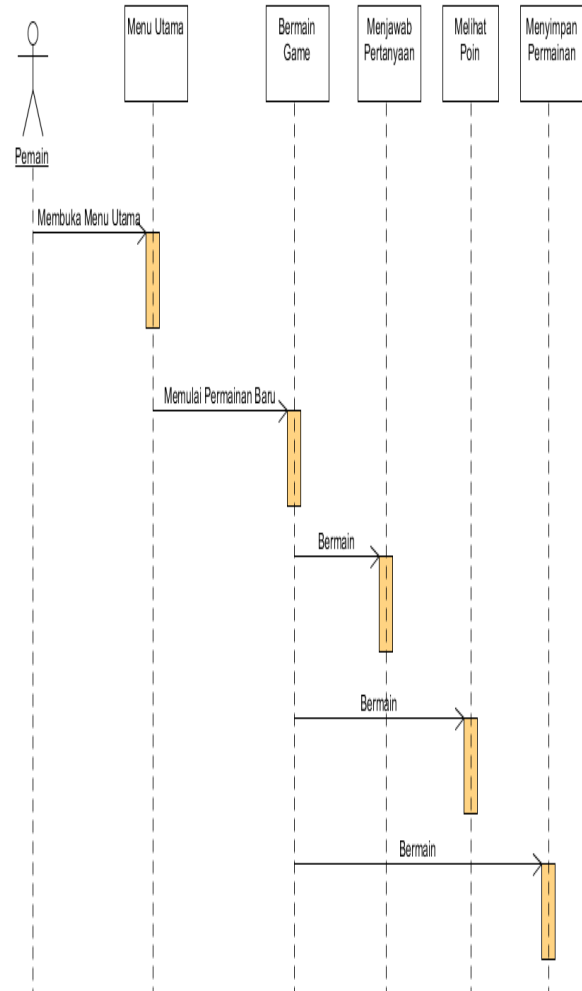 Menu Utama
Bermain
Game
Menjawab
Pertanyaan
Melihat
Poin
Menyimpan
Permainan
Pemain
Membuka Menu Utama
Memulai Permainan Baru
Bermain
Bermain
Bermain